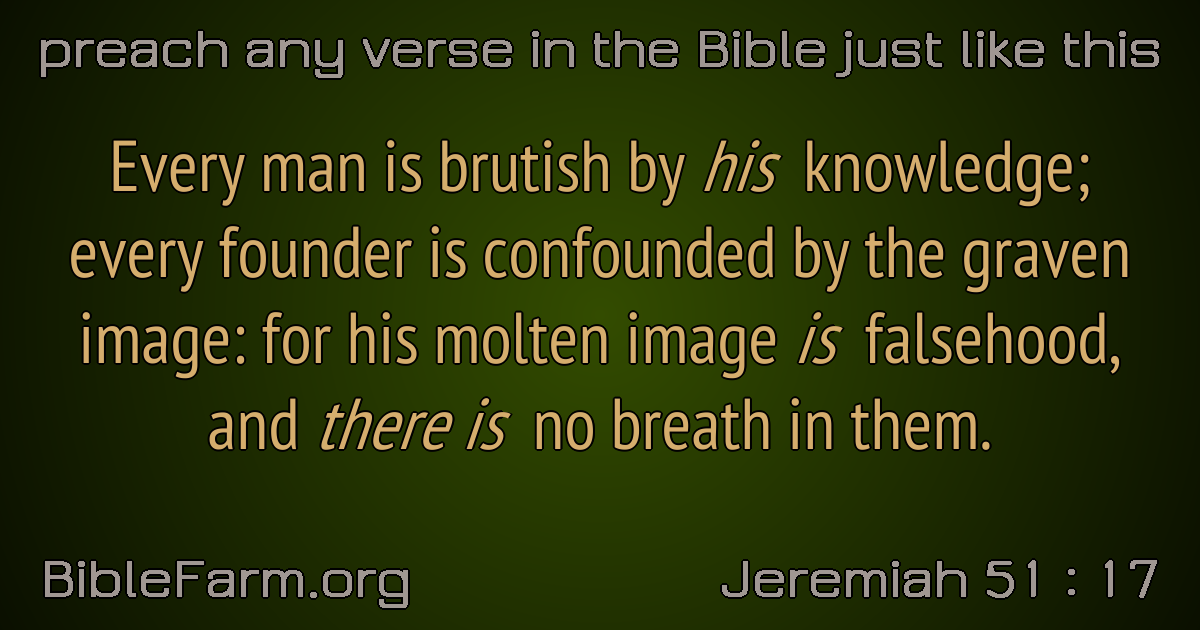 preach any verse in the Bible just like this
Every man is brutish by his knowledge;
every founder is confounded by the graven
image: for his molten image is falsehood,
and there is no breath in them.
BibleFarm.org
Jeremiah 51 : 17